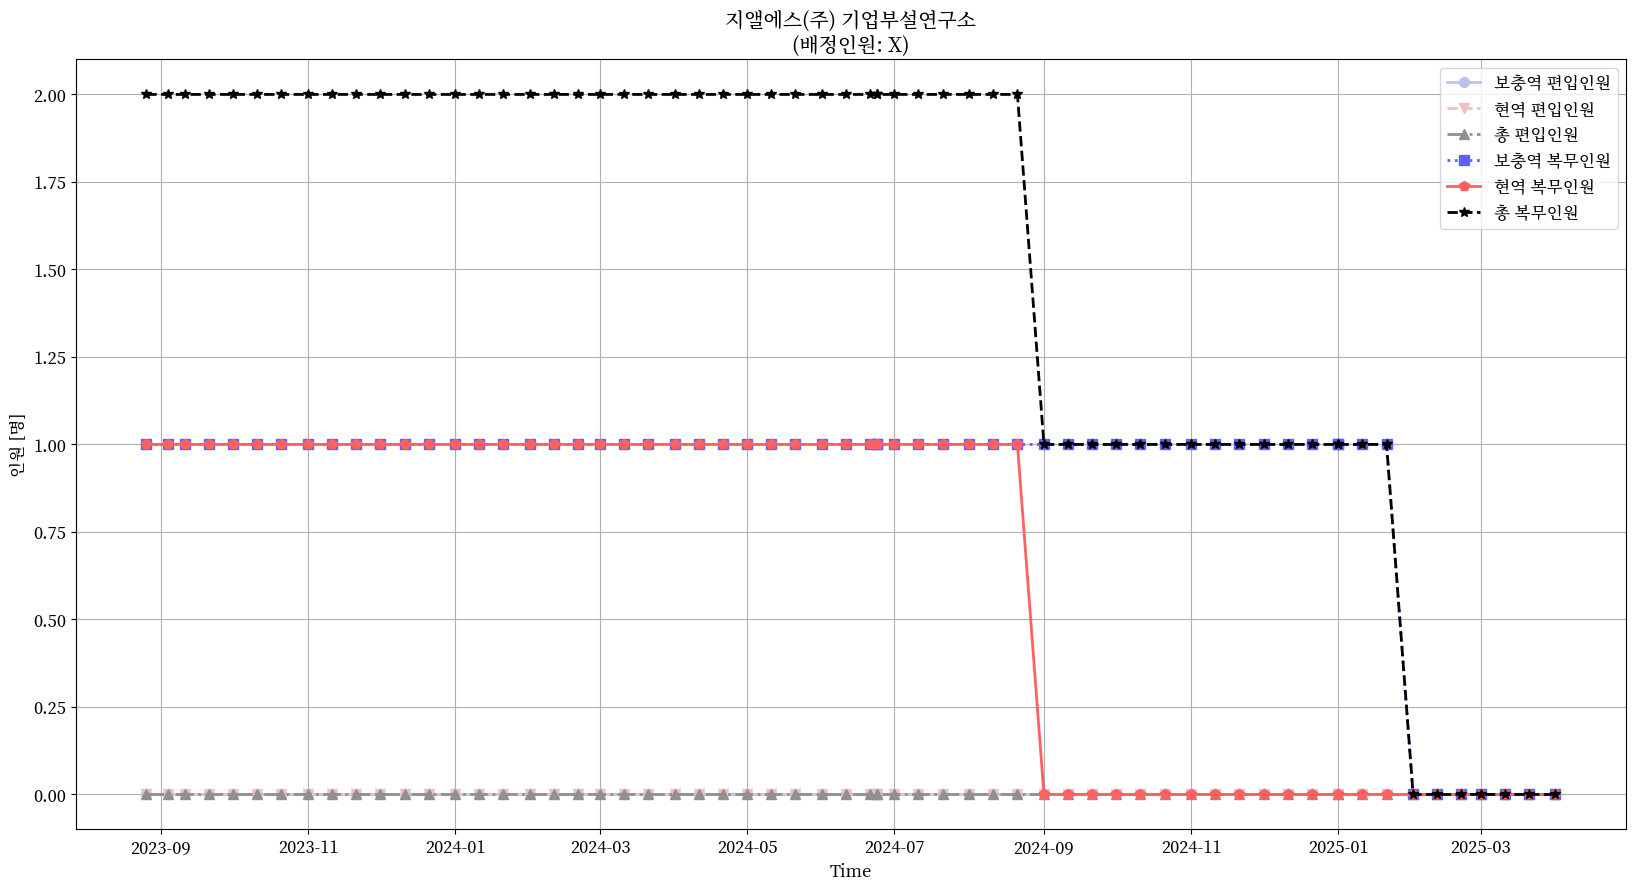 지앨에스(주) 기업부설연구소
(배정인원: X)
보충역 편입인원
현역 편입인원
총 편입인원
보충역 복무인원
현역 복무인원
총 복무인원
인원 [명]
2.00
1.75
1.50
1.25
1.00
0.75
0.50
0.25
0.00
2023-09
2023-11
2024-01
2024-03
2024-05
2024-07
2024-09
2024-11
2025-01
2025-03
Time